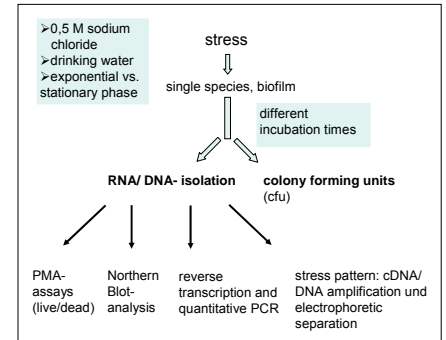 ➢0,5 M sodium
chloride
➢drinking water
➢exponential vs.
stationary phase
stress
single species, biofilm
different
incubation times
RNA/ DNA- isolation
colony forming units
(cfu)
PMA-
assays
(live/dead)
Northern
Blot-
analysis
reverse
transcription and
quantitative PCR
stress pattern: cDNA/
DNA amplification und
electrophoretic
separation